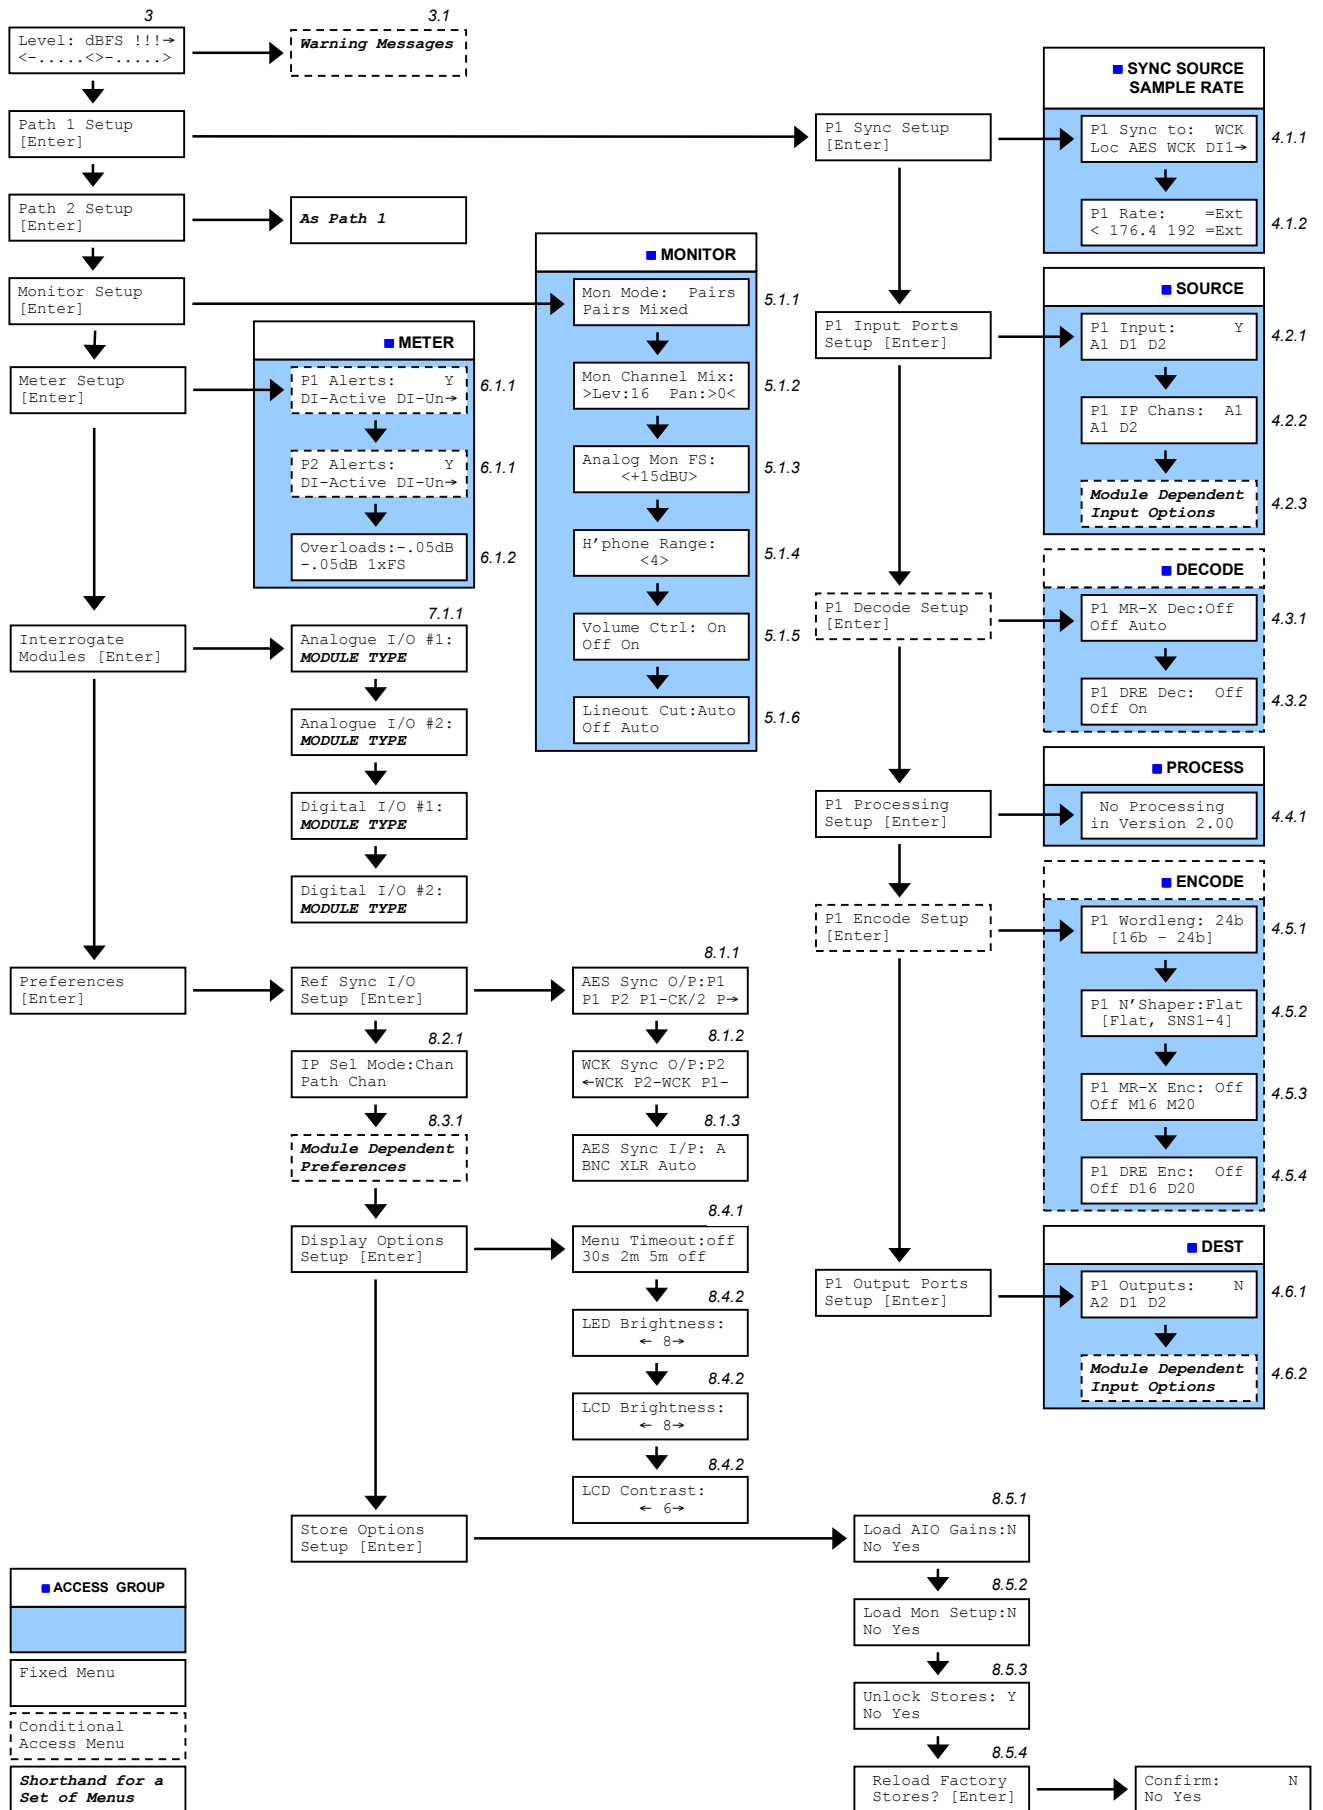 3
Level: dBFS !!!→
<-.....<>-.....>
3.1
Warning Messages
Path 1 Setup
[Enter]
Path 2 Setup
[Enter]
As Path 1
Monitor Setup
[Enter]
Meter Setup
[Enter]
METER
P1 Alerts: Y
DI-Active DI-Un→
6.1.1
P2 Alerts: Y
DI-Active DI-Un→
6.1.1
Overloads:-.05dB
-.05dB 1xFS
6.1.2
MONITOR
Mon Mode: Pairs
Pairs Mixed
5.1.1
Mon Channel Mix:
>Lev:16 Pan:>0<
5.1.2
Analog Mon FS:
<+15dBU>
5.1.3
H'phone Range:
<4>
5.1.4
Volume Ctrl: On
Off On
5.1.5
Lineout Cut:Auto
Off Auto
5.1.6
Interrogate
Modules [Enter]
7.1.1
Analogue I/O #1:
MODULE TYPE
Analogue I/O #2:
MODULE TYPE
Digital I/O #1:
MODULE TYPE
Digital I/O #2:
MODULE TYPE
Preferences
[Enter]
Ref Sync I/O
Setup [Enter]
8.1.1
AES Sync O/P:P1
P1 P2 P1-CK/2 P→
8.1.2
WCK Sync O/P:P2
←WCK P2-WCK P1-
8.1.3
AES Sync I/P: A
BNC XLR Auto
8.2.1
IP Sel Mode:Chan
Path Chan
8.3.1
Module Dependent
Preferences
Display Options
Setup [Enter]
8.4.1
Menu Timeout:off
30s 2m 5m off
8.4.2
LED Brightness:
← 8→
8.4.2
LCD Brightness:
← 8→
8.4.2
LCD Contrast:
← 6→
Store Options
Setup [Enter]
8.5.1
Load AIO Gains:N
No Yes
8.5.2
Load Mon Setup:N
No Yes
8.5.3
Unlock Stores: Y
No Yes
8.5.4
Reload Factory
Stores? [Enter]
Confirm: N
No Yes
P1 Sync Setup
[Enter]
SYNC SOURCE
SAMPLE RATE
P1 Sync to: WCK
Loc AES WCK DI1→
4.1.1
P1 Rate: =Ext
< 176.4 192 =Ext
4.1.2
P1 Input Ports
Setup [Enter]
SOURCE
P1 Input: Y
A1 D1 D2
4.2.1
P1 IP Chans: A1
A1 D2
4.2.2
Module Dependent
Input Options
4.2.3
P1 Decode Setup
[Enter]
DECODE
P1 MR-X Dec:Off
Off Auto
4.3.1
P1 DRE Dec: Off
Off On
4.3.2
P1 Processing
Setup [Enter]
PROCESS
No Processing
in Version 2.00
4.4.1
P1 Encode Setup
[Enter]
ENCODE
P1 Wordleng: 24b
[16b – 24b]
4.5.1
P1 N'Shaper:Flat
[Flat, SNS1-4]
4.5.2
P1 MR-X Enc: Off
Off M16 M20
4.5.3
P1 DRE Enc: Off
Off D16 D20
4.5.4
P1 Output Ports
Setup [Enter]
DEST
P1 Outputs: N
A2 D1 D2
4.6.1
Module Dependent
Input Options
4.6.2
ACCESS GROUP
Fixed Menu
Conditional
Access Menu
Shorthand for a
Set of Menus